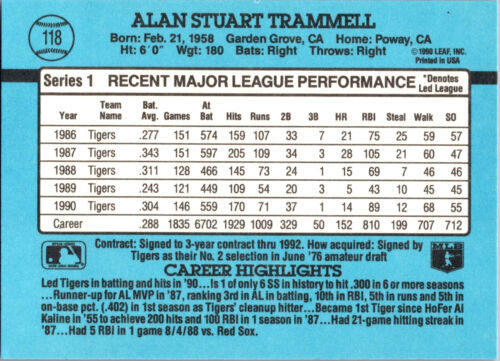 118
ALAN STUART TRAMMELL
Born: Feb. 21, 1958 Garden Grove, CA Home: Poway, CA
Ht: 6'0" Wgt: 180 Bats: Right Throws: Right
©1990 LEAF, INC.
Printed in USA
Series 1 RECENT MAJOR LEAGUE PERFORMANCE *Denotes Led League
Year Team Name Bat. Avg. Games At Bat Hits Runs 2B 3B HR RBI Steal Walk SO
1986 Tigers .277 151 574 159 107 33 7 21 75 25 59 57
1987 Tigers .343 151 597 205 109 34 3 28 105 21 60 47
1988 Tigers .311 128 466 145 73 24 1 15 69 7 46 46
1989 Tigers .243 121 449 109 54 20 3 5 43 10 45 45
1990 Tigers .304 146 559 170 71 37 1 14 89 12 68 55
Career .288 1835 6702 1929 1009 329 50 152 810 199 707 712
Contract: Signed to 3-year contract thru 1992. How acquired: Signed by
Tigers as their No. 2 selection in June '76 amateur draft
CAREER HIGHLIGHTS
MLB
Led Tigers in batting and hits in '90...Is 1 of only 6 SS in history to hit .300 in 6 or more seasons
...Runner-up for AL MVP in '87, ranking 3rd in AL in batting, 10th in RBI, 5th in runs and 5th in
on-base pct. (.402) in 1st season as Tigers' cleanup hitter...Became 1st Tiger since HoFer Al
Kaline in '55 to achieve 200 hits and 100 RBI in 1 season in '87...Had 21-game hitting streak in
'87...Had 5 RBI in 1 game 8/4/88 vs. Red Sox.